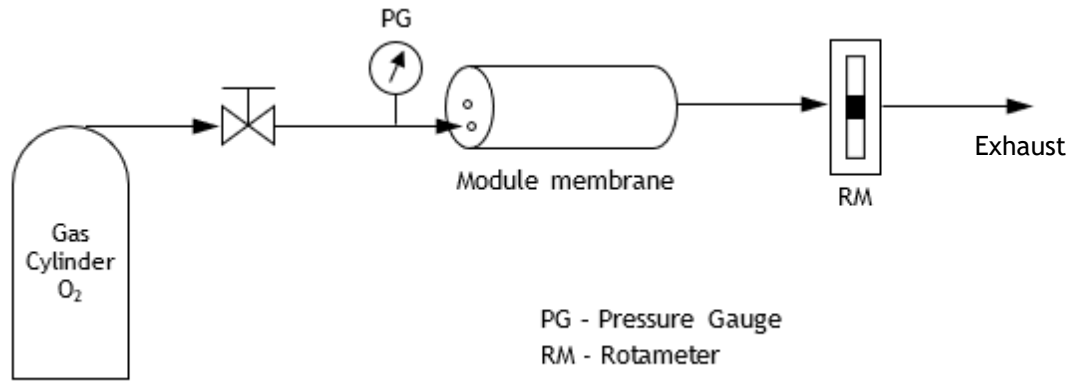 PG
Exhaust
Module membrane
RM
Gas
Cylinder
O₂
PG - Pressure Gauge
RM - Rotameter